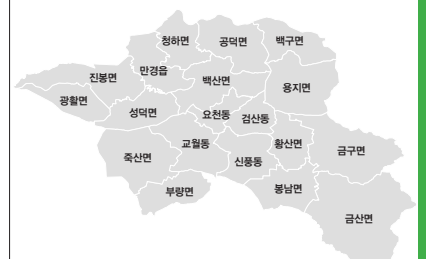 청하면
공덕면
백구면
만경읍
진봉면
백산면
용지면
광활면
성덕면
요천동
검산동
교월동
황산면
금구면
죽산면
신풍동
부량면
봉남면
금산면